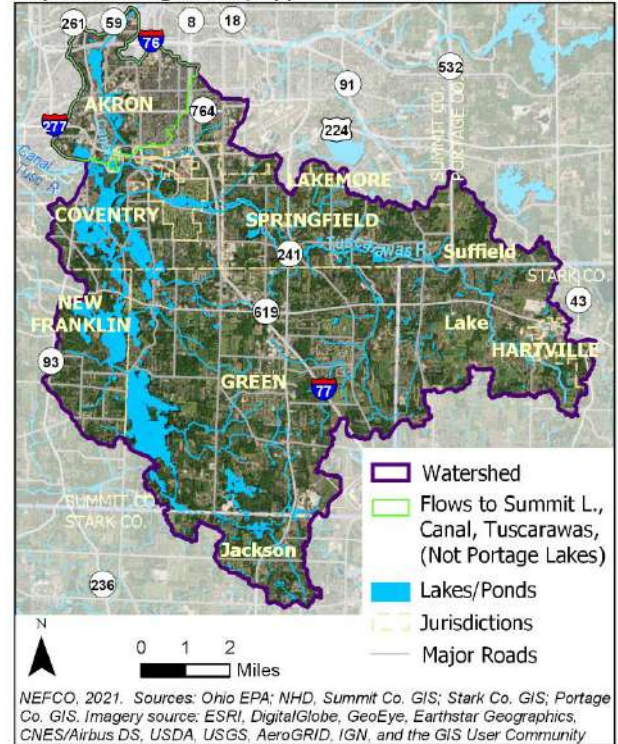 261
59
8
18
76
532
AKRON
91
764
277
224
SUMMIT CO.
PORTAGE CO.
Canal
Tusc. R.
LAKEMORE
COVENTRY
SPRINGFIELD
Tuscarawas R.
Suffield
241
STARK CO.
43
NEW
FRANKLIN
619
Lake
HARTVILLE
93
GREEN
77
SUMMIT CO.
STARK CO.
Jackson
236
Watershed
Flows to Summit L.,
Canal, Tuscarawas,
(Not Portage Lakes)
Lakes/Ponds
Jurisdictions
Major Roads
N
0 1 2
Miles
NEFCO, 2021. Sources: Ohio EPA; NHD, Summit Co. GIS; Stark Co. GIS; Portage
Co. GIS. Imagery source: ESRI, DigitalGlobe, GeoEye, Earthstar Geographics,
CNES/Airbus DS, USDA, USGS, AeroGRID, IGN, and the GIS User Community